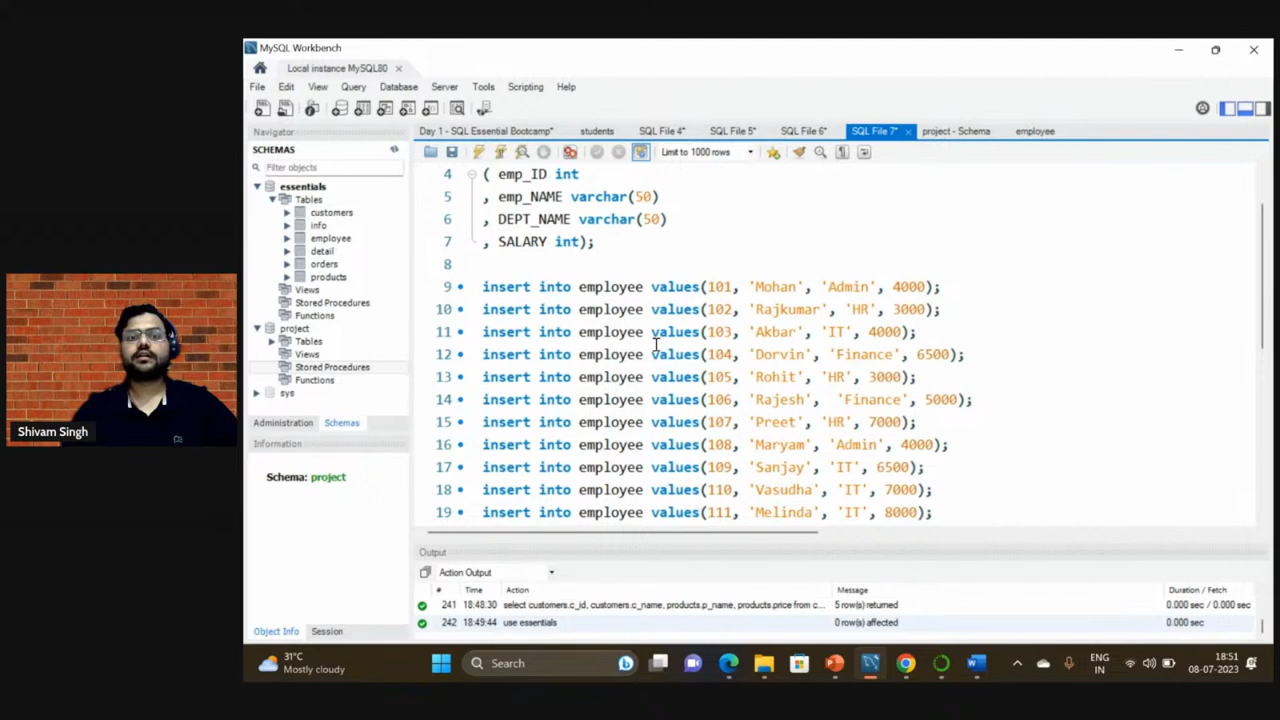 MySQL Workbench
Local instance MySQL80
File Edit View Query Database Server Tools Scripting Help
Navigator
SCHEMAS
Filter objects
essentials
Tables
customers
info
employee
detail
orders
products
Views
Stored Procedures
Functions
project
Tables
Views
Stored Procedures
Functions
sys
Administration Schemas
Information
Schema: project
Object Info Session
Day 1 - SQL Essential Bootcamp* students SQL File 4* SQL File 5* SQL File 6* SQL File 7* project - Schema employee
Limit to 1000 rows
4 ( emp_ID int
5 , emp_NAME varchar(50)
6 , DEPT_NAME varchar(50)
7 , SALARY int);
8
9 insert into employee values(101, 'Mohan', 'Admin', 4000);
10 insert into employee values(102, 'Rajkumar', 'HR', 3000);
11 insert into employee values(103, 'Akbar', 'IT', 4000);
12 insert into employee values(104, 'Dorvin', 'Finance', 6500);
13 insert into employee values(105, 'Rohit', 'HR', 3000);
14 insert into employee values(106, 'Rajesh', 'Finance', 5000);
15 insert into employee values(107, 'Preet', 'HR', 7000);
16 insert into employee values(108, 'Maryam', 'Admin', 4000);
17 insert into employee values(109, 'Sanjay', 'IT', 6500);
18 insert into employee values(110, 'Vasudha', 'IT', 7000);
19 insert into employee values(111, 'Melinda', 'IT', 8000);
Output
Action Output
# Time Action Message Duration / Fetch
241 18:48:30 select customers.c_id, customers.c_name, products.p_name, products.price from c... 5 row(s) returned 0.000 sec / 0.000 sec
242 18:49:44 use essentials 0 row(s) affected 0.000 sec
Shivam Singh
31°C
Mostly cloudy
Search
ENG
IN
18:51
08-07-2023